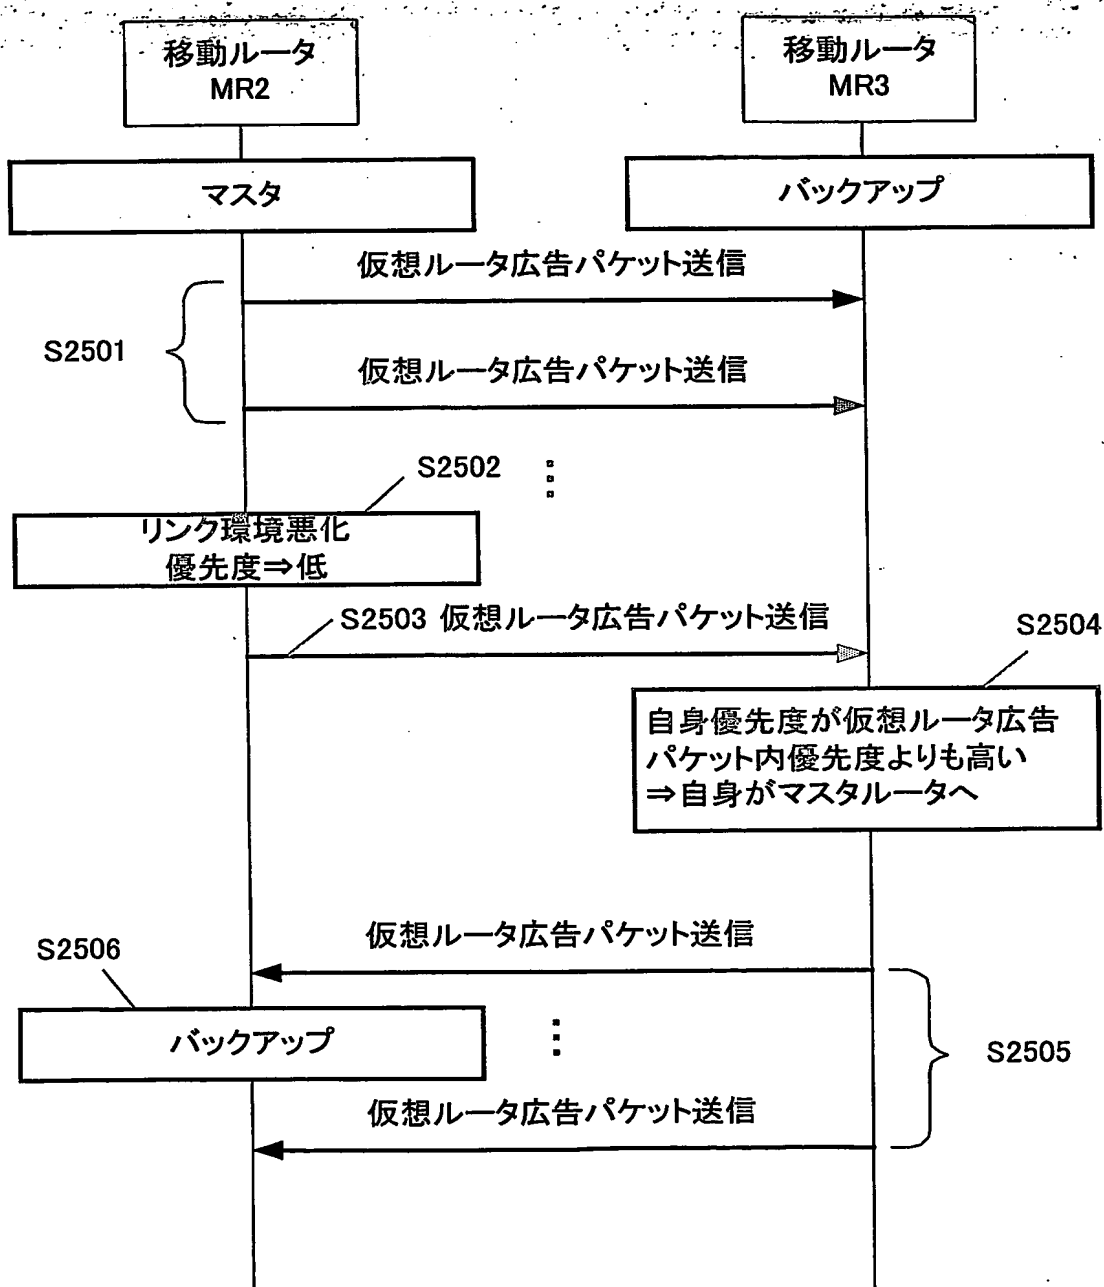 移動ルータ
MR2
移動ルータ
MR3
マスタ
バックアップ
仮想ルータ広告パケット送信
S2501
仮想ルータ広告パケット送信
S2502
リンク環境悪化
優先度⇒低
S2503 仮想ルータ広告パケット送信
S2504
自身優先度が仮想ルータ広告
パケット内優先度よりも高い
⇒自身がマスタルータへ
仮想ルータ広告パケット送信
S2506
バックアップ
S2505
仮想ルータ広告パケット送信